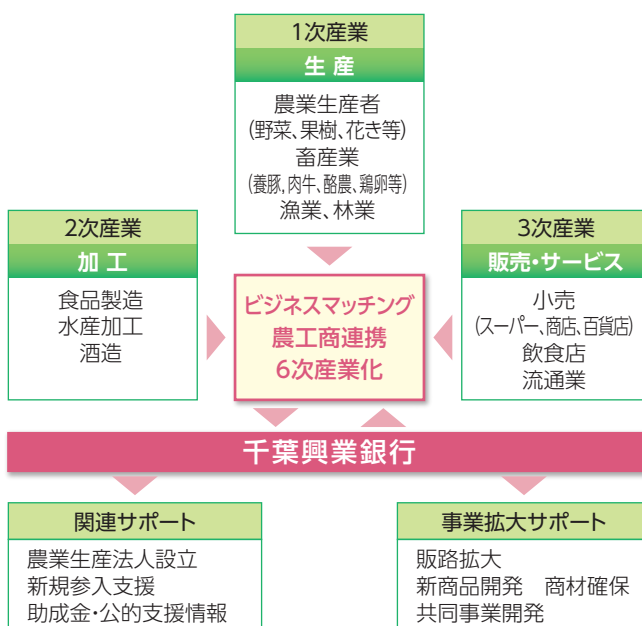 1次産業
生 産
農業生産者
(野菜、果樹、花き等)
畜産業
(養豚,肉牛、酪農、鶏卵等)
漁業、林業
2次産業
加 工
食品製造
水産加工
酒造
3次産業
販売・サービス
小売
(スーパー、商店、百貨店)
飲食店
流通業
ビジネスマッチング
農工商連携
6次産業化
千葉興業銀行
関連サポート
農業生産法人設立
新規参入支援
助成金・公的支援情報
事業拡大サポート
販路拡大
新商品開発　商材確保
共同事業開発